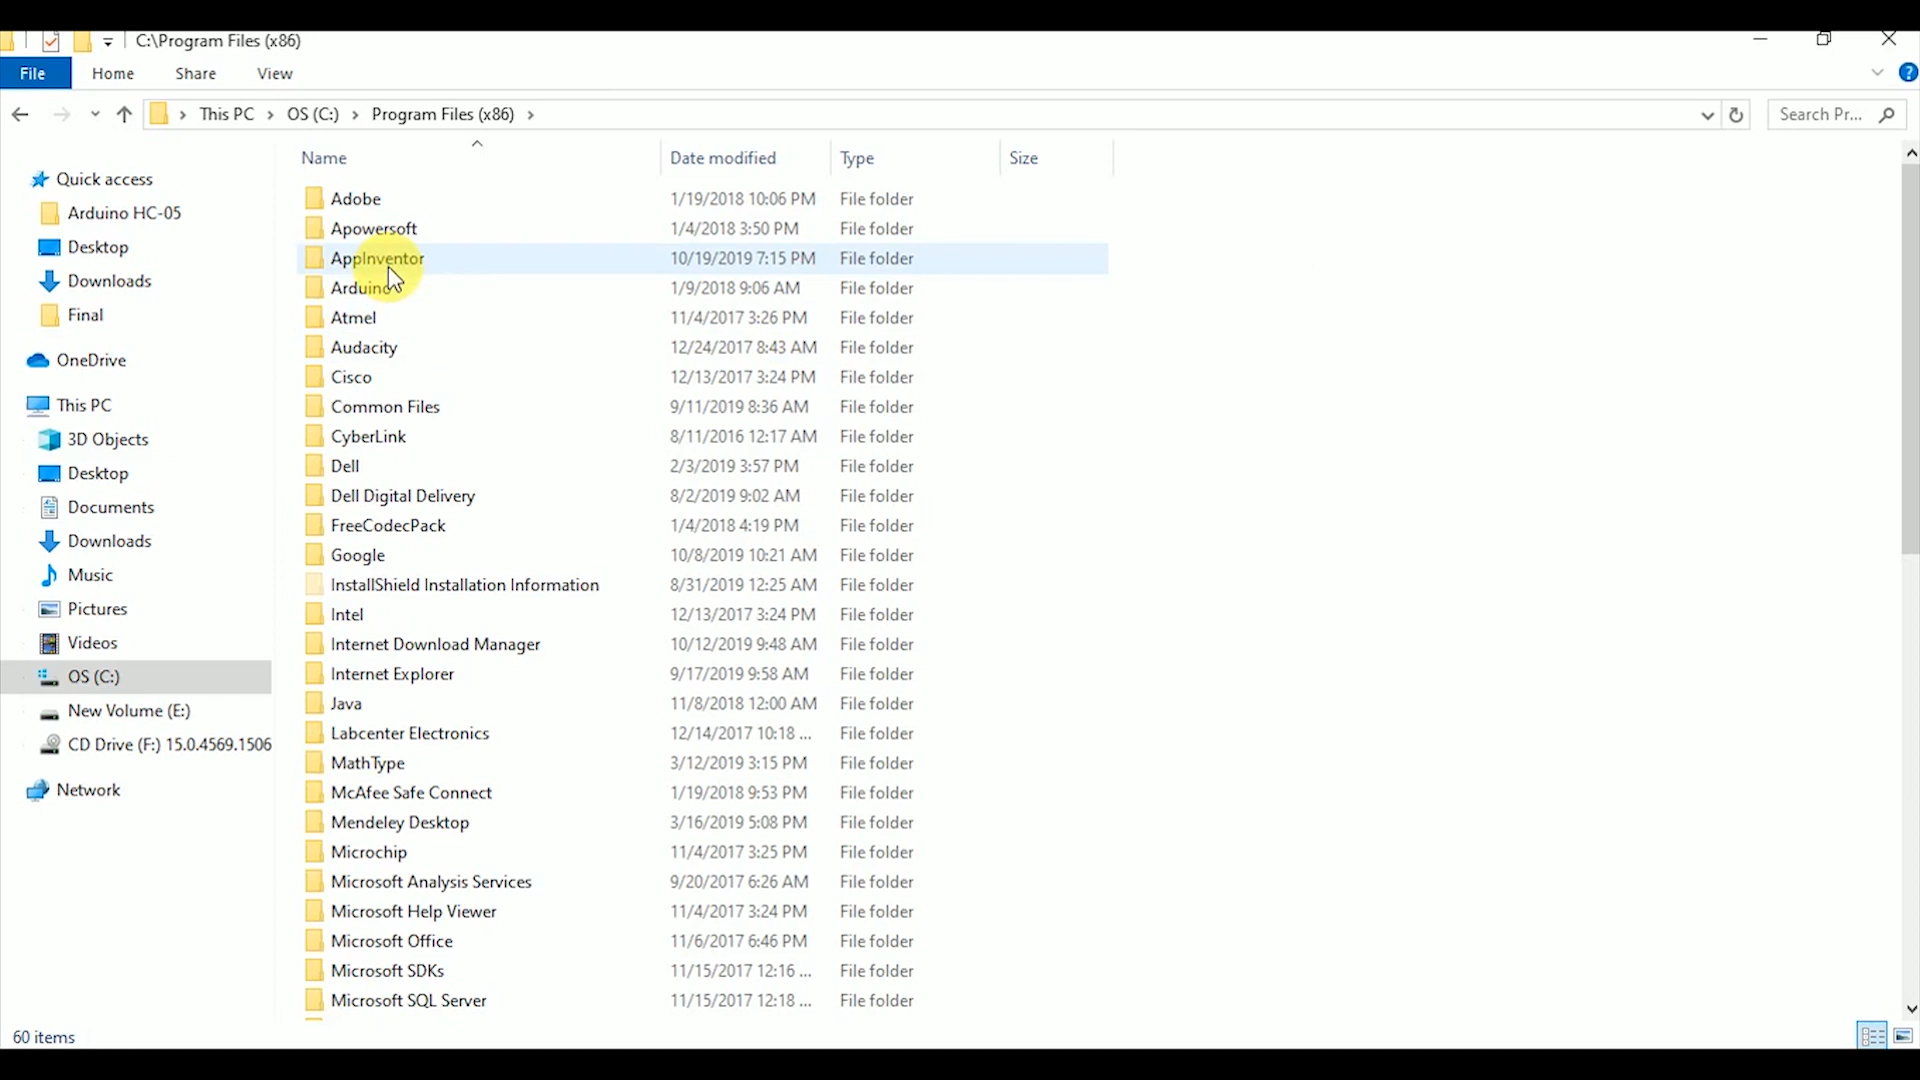 C:\Program Files (x86)
File Home Share View
This PC OS (C:) Program Files (x86) Search Pr...
Name Date modified Type Size
Quick access
Arduino HC-05
Desktop
Downloads
Final
OneDrive
This PC
3D Objects
Desktop
Documents
Downloads
Music
Pictures
Videos
OS (C:)
New Volume (E:)
CD Drive (F:) 15.0.4569.1506
Network
Adobe 1/19/2018 10:06 PM File folder
Apowersoft 1/4/2018 3:50 PM File folder
AppInventor 10/19/2019 7:15 PM File folder
Arduino 1/9/2018 9:06 AM File folder
Atmel 11/4/2017 3:26 PM File folder
Audacity 12/24/2017 8:43 AM File folder
Cisco 12/13/2017 3:24 PM File folder
Common Files 9/11/2019 8:36 AM File folder
CyberLink 8/11/2016 12:17 AM File folder
Dell 2/3/2019 3:57 PM File folder
Dell Digital Delivery 8/2/2019 9:02 AM File folder
FreeCodecPack 1/4/2018 4:19 PM File folder
Google 10/8/2019 10:21 AM File folder
InstallShield Installation Information 8/31/2019 12:25 AM File folder
Intel 12/13/2017 3:24 PM File folder
Internet Download Manager 10/12/2019 9:48 AM File folder
Internet Explorer 9/17/2019 9:58 AM File folder
Java 11/8/2018 12:00 AM File folder
Labcenter Electronics 12/14/2017 10:18 ... File folder
MathType 3/12/2019 3:15 PM File folder
McAfee Safe Connect 1/19/2018 9:53 PM File folder
Mendeley Desktop 3/16/2019 5:08 PM File folder
Microchip 11/4/2017 3:25 PM File folder
Microsoft Analysis Services 9/20/2017 6:26 AM File folder
Microsoft Help Viewer 11/4/2017 3:24 PM File folder
Microsoft Office 11/6/2017 6:46 PM File folder
Microsoft SDKs 11/15/2017 12:16 ... File folder
Microsoft SQL Server 11/15/2017 12:18 ... File folder
60 items